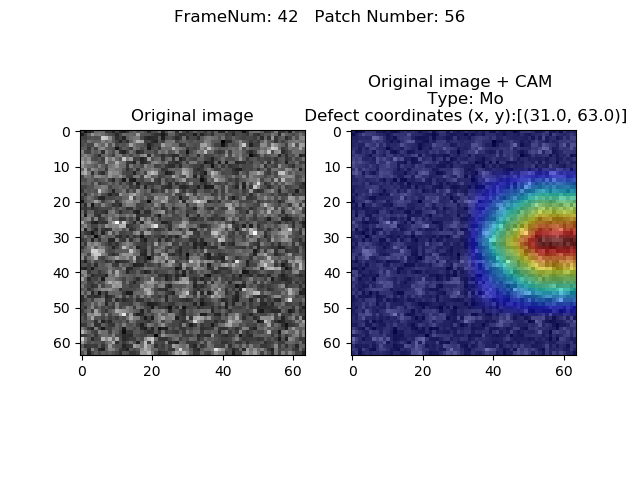 FrameNum: 42   Patch Number: 56
Original image
Original image + CAM
Type: Mo
Defect coordinates (x, y):[(31.0, 63.0)]
0
10
20
30
40
50
60
0 20 40 60
0
10
20
30
40
50
60
0 20 40 60